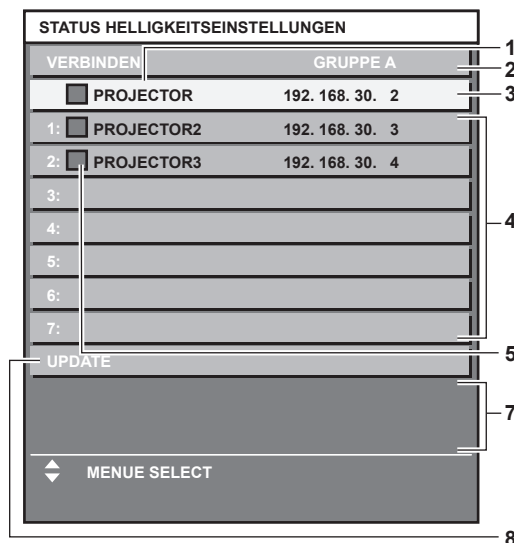 STATUS HELLIGKEITSEINSTELLUNGEN
VERBINDEN GRUPPE A
PROJECTOR 192. 168. 30. 2
1: PROJECTOR2 192. 168. 30. 3
2: PROJECTOR3 192. 168. 30. 4
3:
4:
5:
6:
7:
UPDATE
MENUE SELECT
1
2
3
4
5
7
8